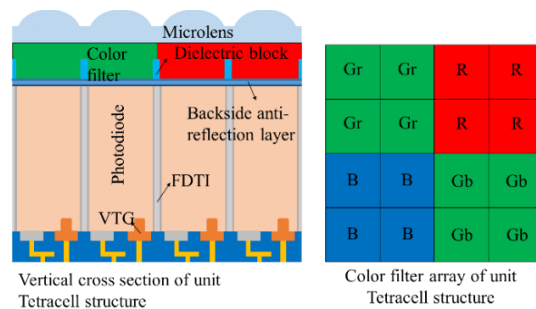 Microlens
Color
filter
Dielectric block
Backside anti-
reflection layer
Photodiode
FDTI
VTG
Vertical cross section of unit
Tetracell structure
Gr Gr R R
Gr Gr R R
B B Gb Gb
B B Gb Gb
Color filter array of unit
Tetracell structure